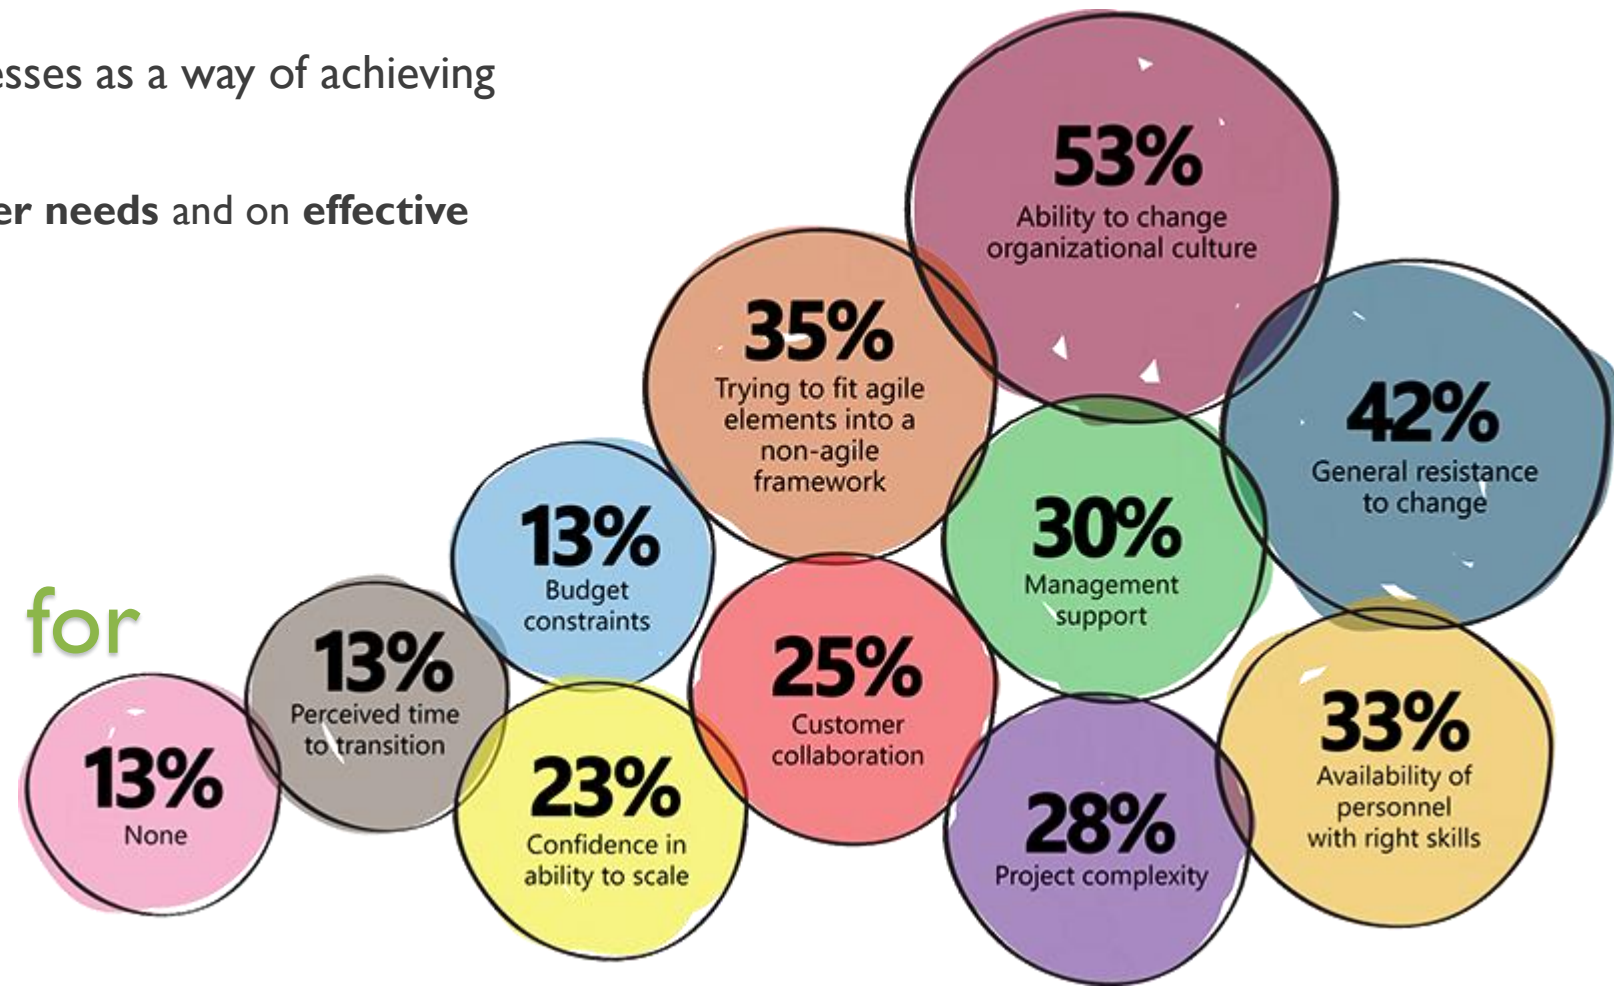 esses as a way of achieving
er needs and on effective
for
53%
Ability to change
organizational culture
35%
Trying to fit agile
elements into a
non-agile
framework
42%
General resistance
to change
13%
Budget
constraints
30%
Management
support
13%
Perceived time
to transition
25%
Customer
collaboration
33%
Availability of
personnel
with right skills
13%
None
23%
Confidence in
ability to scale
28%
Project complexity